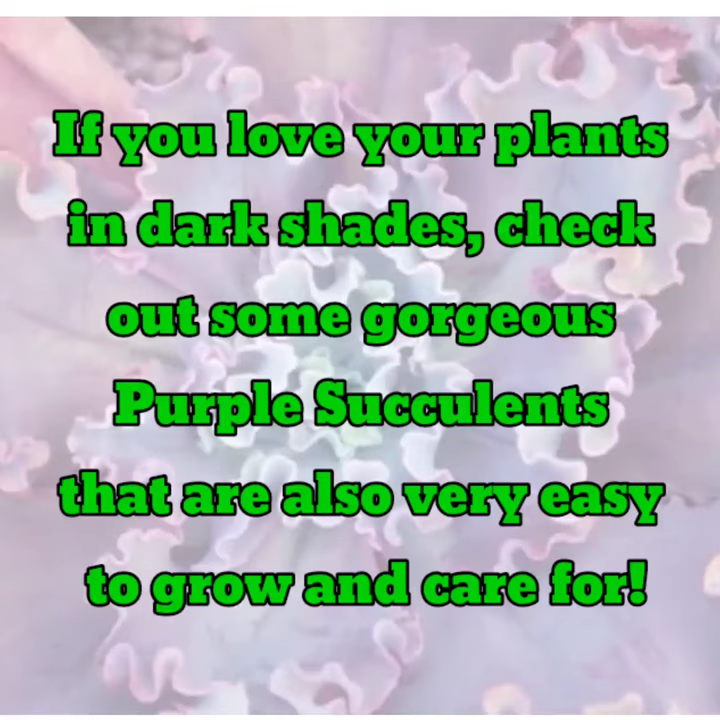 If you love your plants
in dark shades, check
out some gorgeous
Purple Succulents
that are also very easy
to grow and care for!